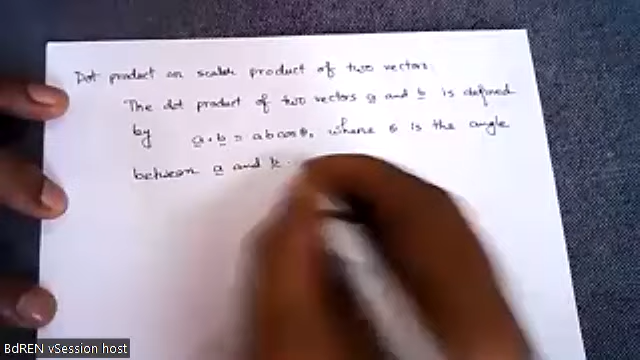 Dot product or scalar product of two vectors.
The dot product of two vectors a and b is defined
by a . b = ab cos θ, where θ is the angle
between a and b.
BdREN vSession host